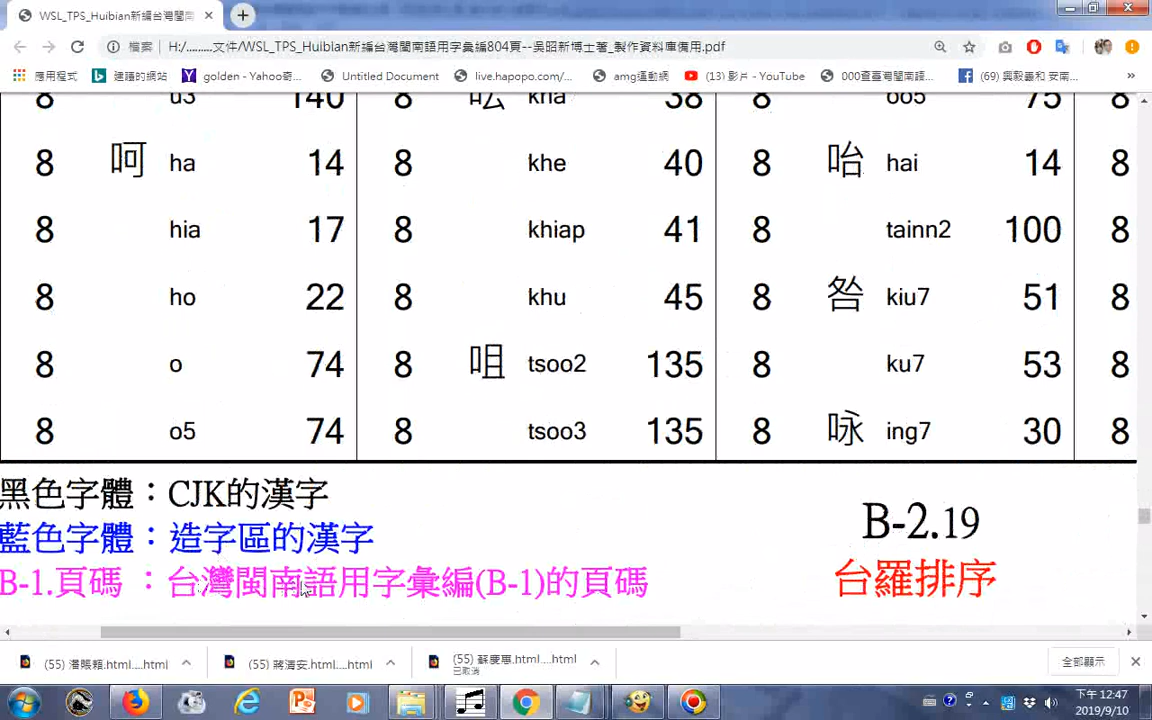 WSL_TPS_Huibian新編台灣閩南
檔案 H:/.........文件/WSL_TPS_Huibian新編台灣閩南語用字彙編804頁--吳昭新博士著_製作資料庫備用.pdf
應用程式 建議的網站 golden - Yahoo奇... Untitled Document live.hapopo.com/... amg運動網 (13) 影片 - YouTube 000查臺灣閩南語... (69) 興毅義和 安南... »
8 u3 140 8 呿 kha 38 8 oo5 75 8
8 呵 ha 14 8 khe 40 8 咍 hai 14 8
8 hia 17 8 khiap 41 8 tainn2 100 8
8 ho 22 8 khu 45 8 咎 kiu7 51 8
8 o 74 8 咀 tsoo2 135 8 ku7 53 8
8 o5 74 8 tsoo3 135 8 咏 ing7 30 8
黑色字體：CJK的漢字
藍色字體：造字區的漢字
B-1.頁碼 ：台灣閩南語用字彙編(B-1)的頁碼
B-2.19
台羅排序
(55) 潘賜穎.html....html
(55) 蔣海安.html....html
(55) 蘇慶專.html....html
已取消
全部顯示
下午 12:47
2019/9/10